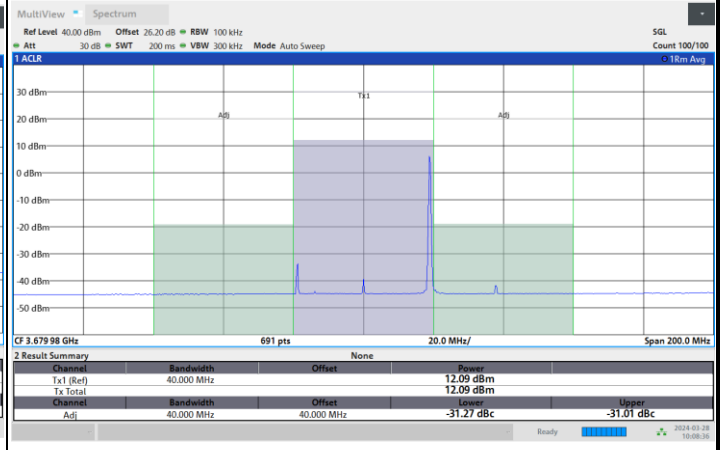 MultiView Spectrum
Ref Level 40.00 dBm Offset 26.20 dB RBW 100 kHz SGL
Att 30 dB SWT 200 ms VBW 300 kHz Mode Auto Sweep Count 100/100
1 ACLR 1Rm Avg
30 dBm
Tx1
20 dBm Adj Adj
10 dBm
0 dBm
-10 dBm
-20 dBm
-30 dBm
-40 dBm
-50 dBm
CF 3.679 98 GHz 691 pts 20.0 MHz/ Span 200.0 MHz
2 Result Summary None
Channel Bandwidth Offset Power
Tx1 (Ref) 40.000 MHz 12.09 dBm
Tx Total 12.09 dBm
Channel Bandwidth Offset Lower Upper
Adj 40.000 MHz 40.000 MHz -31.27 dBc -31.01 dBc
Ready 2024-03-28
10:08:36